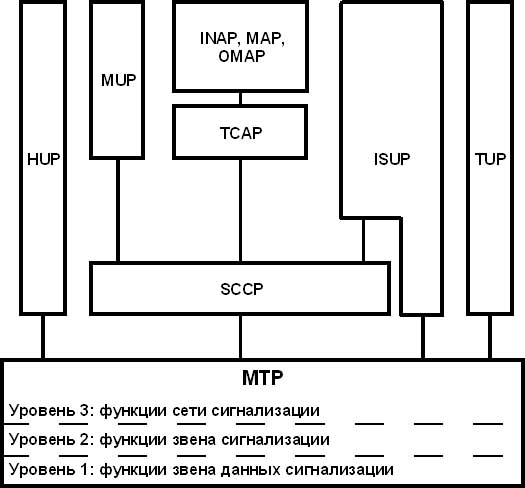 INAP, MAP,
OMAP
MUP
TCAP
HUP
ISUP
TUP
SCCP
MTP
Уровень 3: функции сети сигнализации
Уровень 2: функции звена сигнализации
Уровень 1: функции звена данных сигнализации